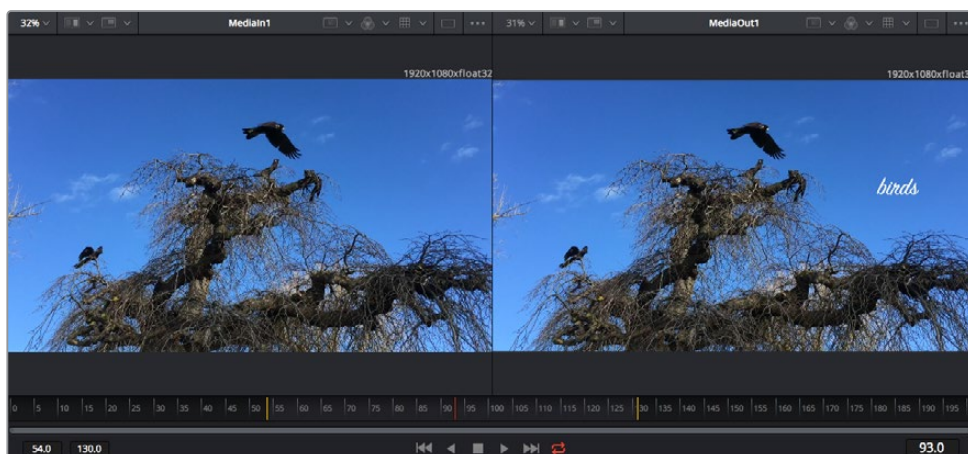 32% MediaIn1 31% MediaOut1
1920x1080xfloat32 1920x1080xfloat32
birds
0 5 10 15 20 25 30 35 40 45 50 55 60 65 70 75 80 85 90 95 100 105 110 115 120 125 130 135 140 145 150 155 160 165 170 175 180 185 190 195
54.0 130.0 93.0